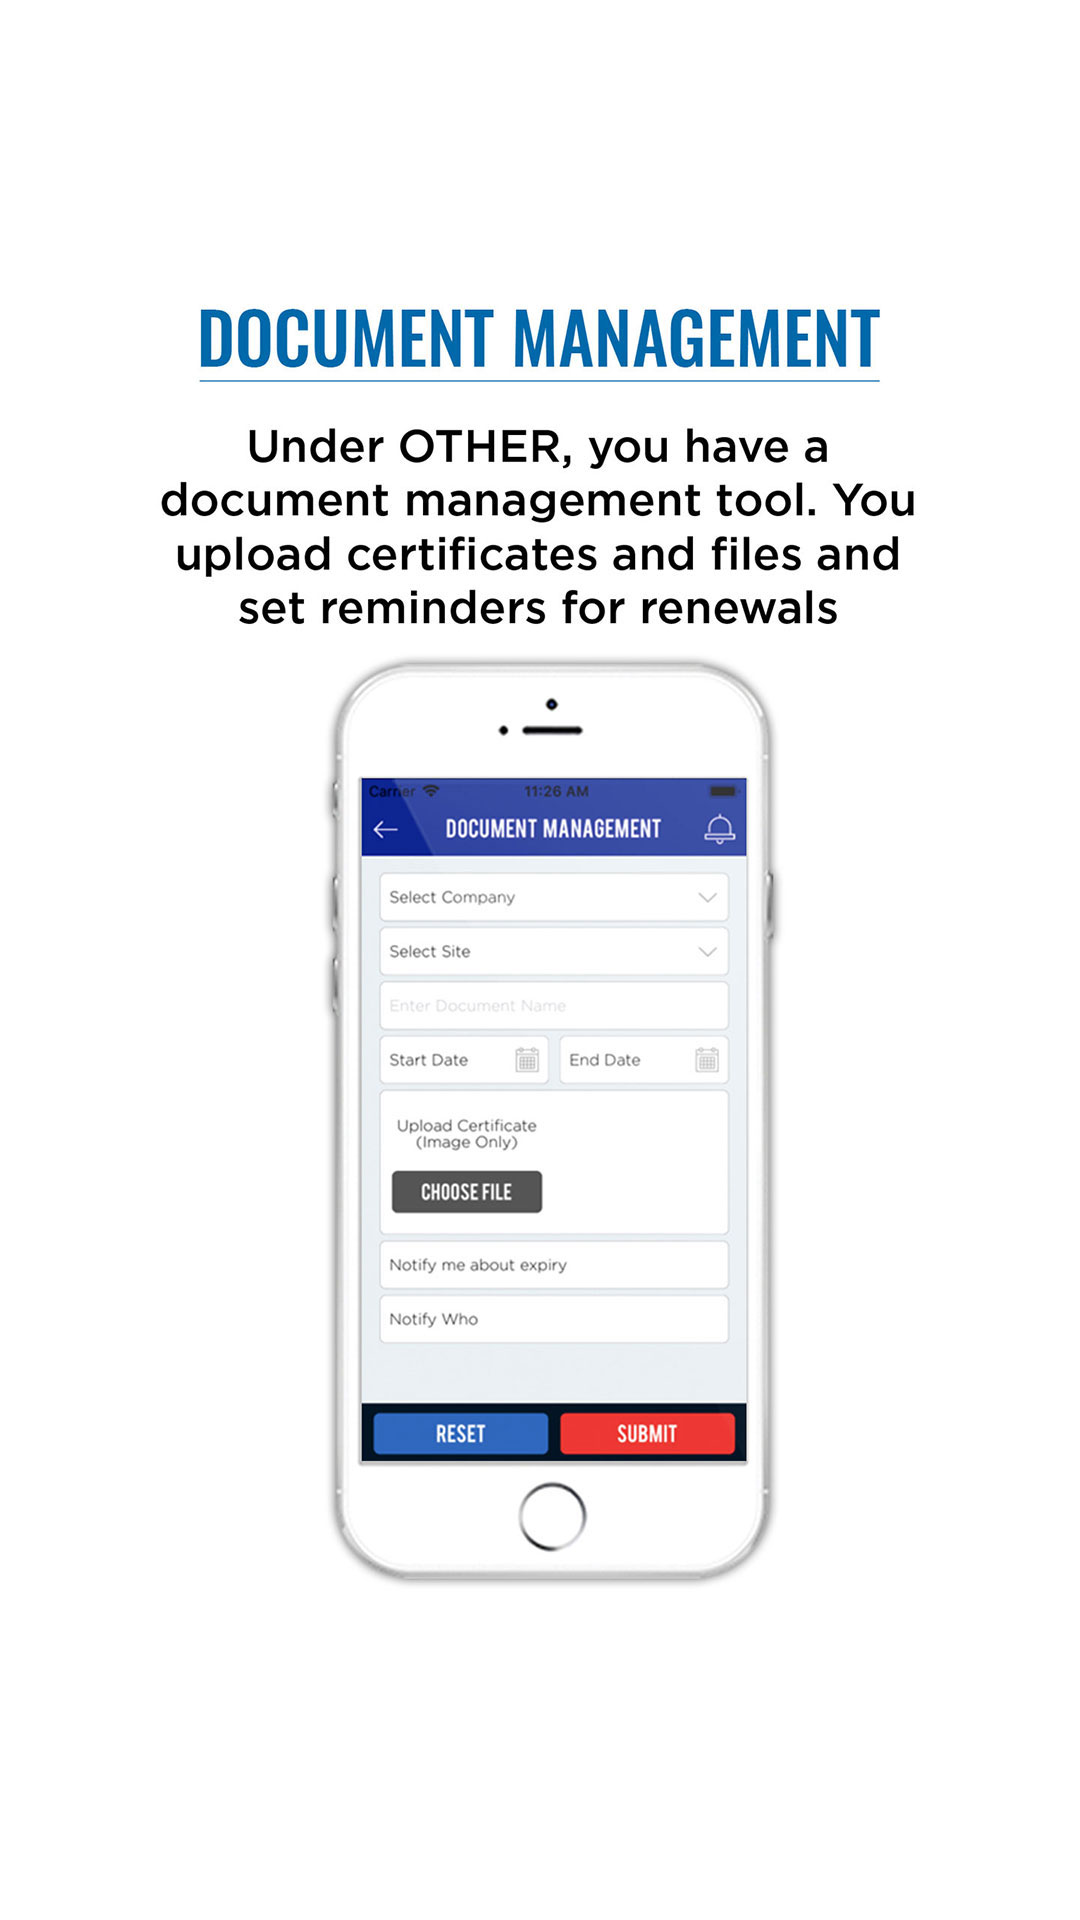 DOCUMENT MANAGEMENT
Under OTHER, you have a
document management tool. You
upload certificates and files and
set reminders for renewals
Carrier 11:26 AM
DOCUMENT MANAGEMENT
Select Company
Select Site
Enter Document Name
Start Date End Date
Upload Certificate
(Image Only)
CHOOSE FILE
Notify me about expiry
Notify Who
RESET SUBMIT